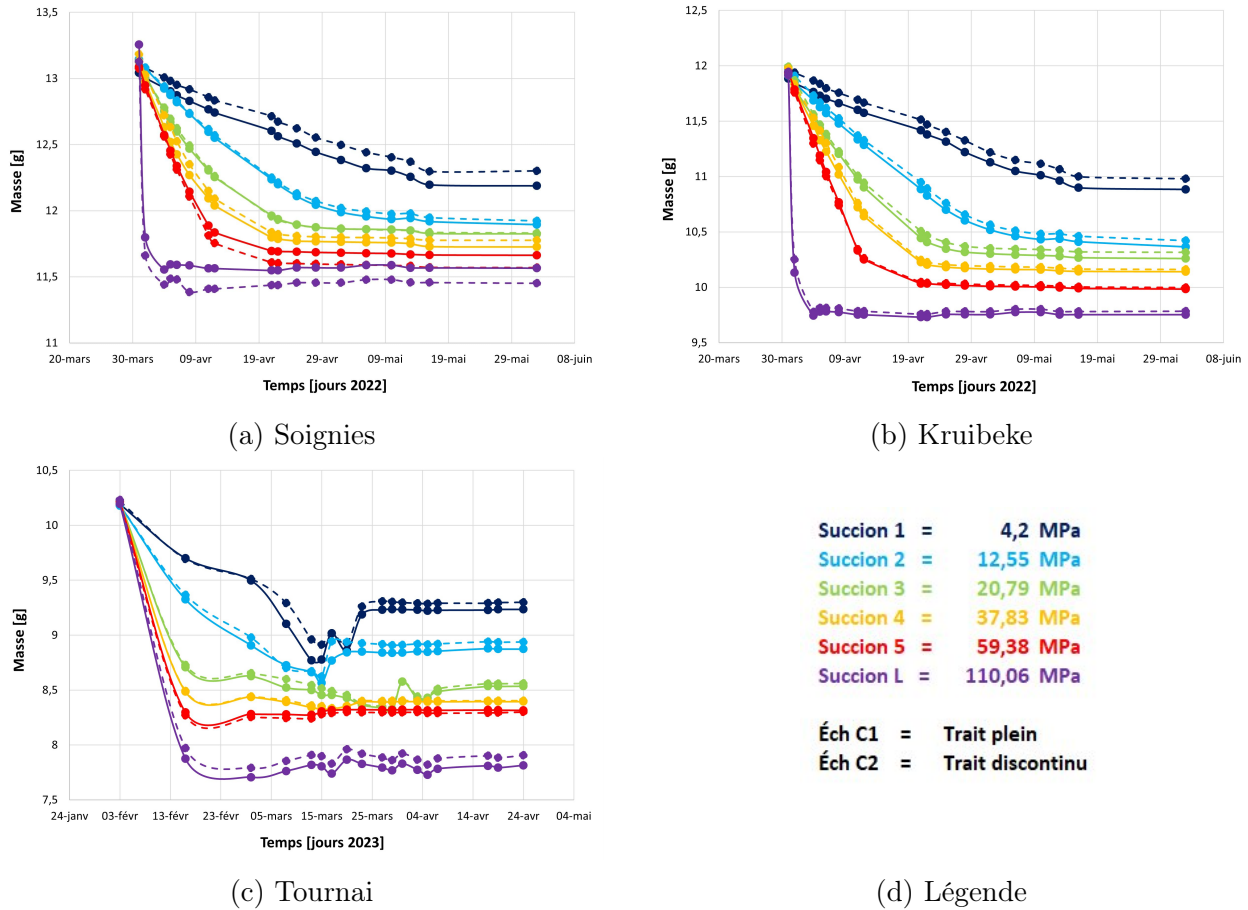 13,5
13
12,5
12
11,5
11
Masse [g]
20-mars 30-mars 09-avr 19-avr 29-avr 09-mai 19-mai 29-mai 08-juin
Temps [jours 2022]
(a) Soignies
12,5
12
11,5
11
10,5
10
9,5
Masse [g]
20-mars 30-mars 09-avr 19-avr 29-avr 09-mai 19-mai 29-mai 08-juin
Temps [jours 2022]
(b) Kruibeke
10,5
10
9,5
9
8,5
8
7,5
Masse [g]
24-janv 03-févr 13-févr 23-févr 05-mars 15-mars 25-mars 04-avr 14-avr 24-avr 04-mai
Temps [jours 2023]
(c) Tournai
Succion 1 = 4,2 MPa
Succion 2 = 12,55 MPa
Succion 3 = 20,79 MPa
Succion 4 = 37,83 MPa
Succion 5 = 59,38 MPa
Succion L = 110,06 MPa
Éch C1 = Trait plein
Éch C2 = Trait discontinu
(d) Légende